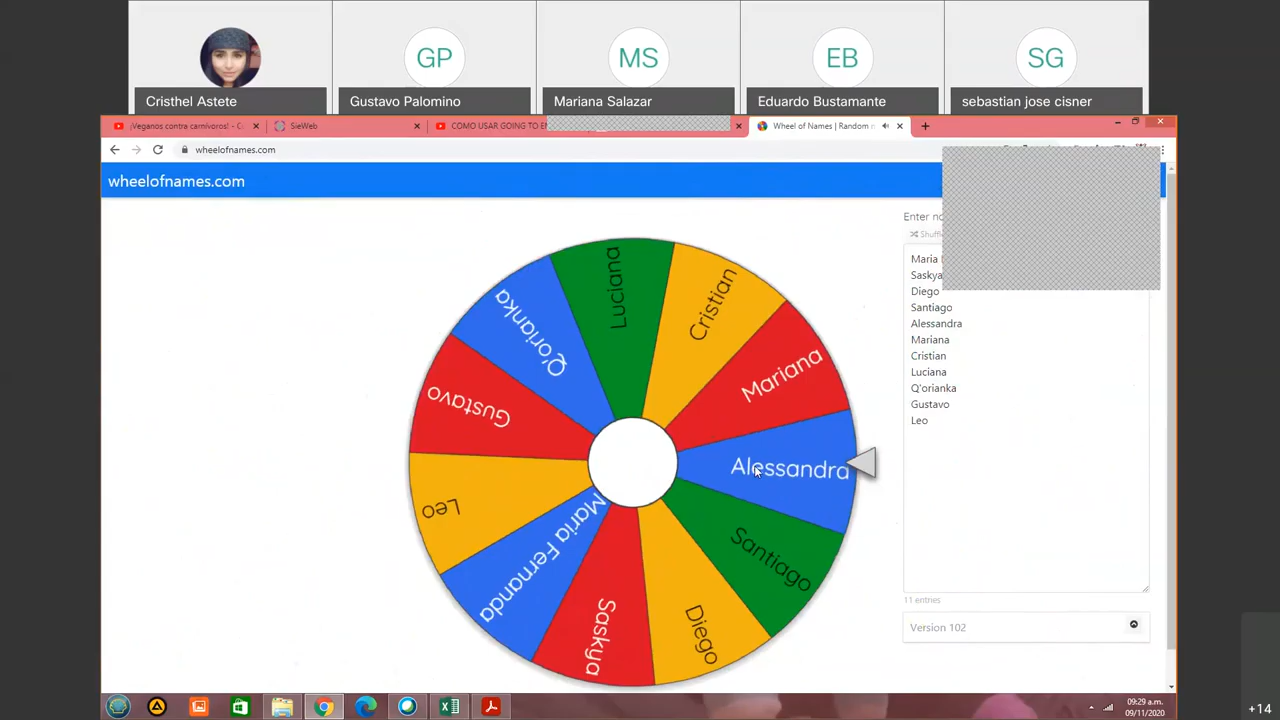 GP
MS
EB
SG
Cristhel Astete
Gustavo Palomino
Mariana Salazar
Eduardo Bustamante
sebastian jose cisner
¡Veganos contra carnívoros! - C
SieWeb
COMO USAR GOING TO EN
Wheel of Names | Random
wheelofnames.com
wheelofnames.com
Enter
Shuffle
Maria
Saskya
Diego
Santiago
Alessandra
Mariana
Cristian
Luciana
Q'orianka
Gustavo
Leo
11 entries
Version 102
Luciana
Cristian
Mariana
Alessandra
Santiago
Diego
Saskya
Maria Fernanda
Leo
Gustavo
Q'orianka
09:29 a.m.
09/11/2020
+14